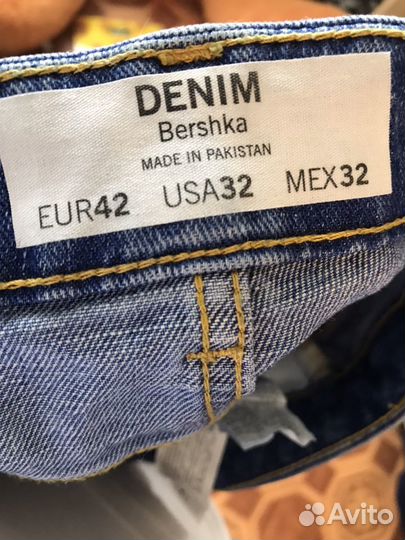 DENIM
Bershka
MADE IN PAKISTAN
EUR42 USA32 MEX32
Avito